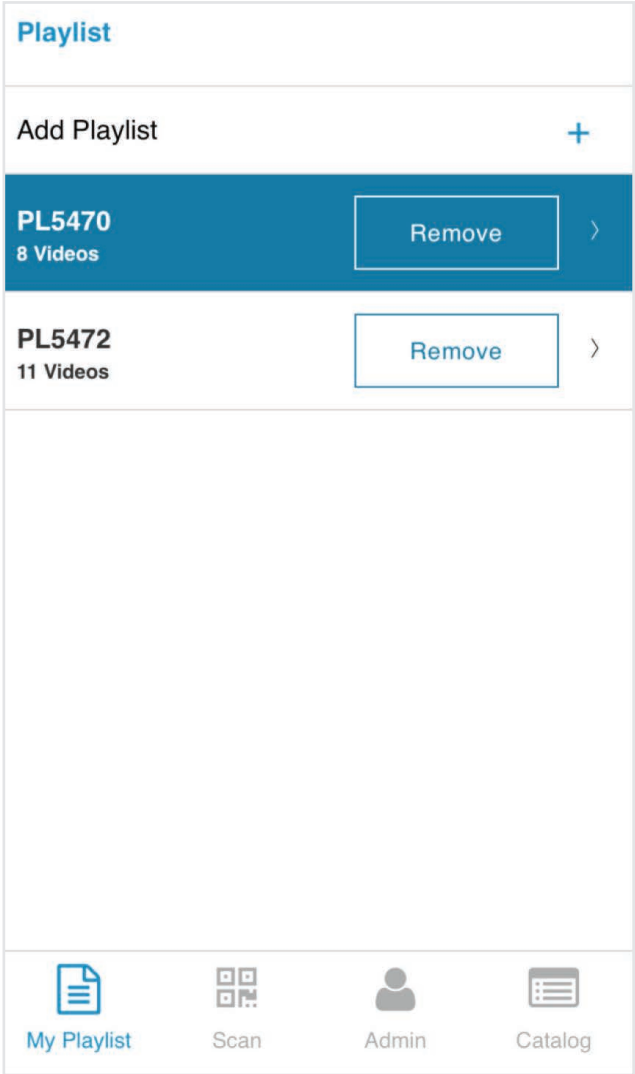 Playlist
Add Playlist +
PL5470
8 Videos
Remove
PL5472
11 Videos
Remove
My Playlist Scan Admin Catalog